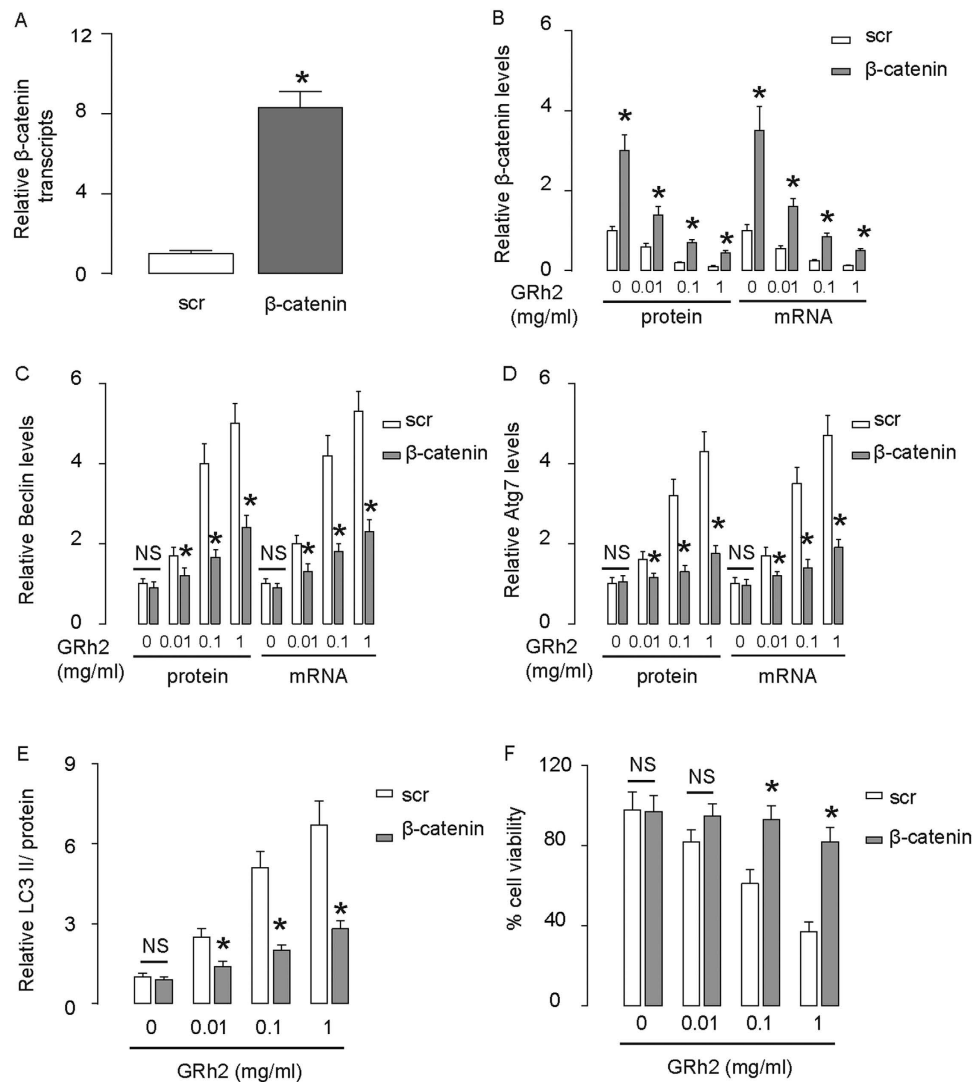 A
Relative β-catenin
transcripts
12
8
4
0
*
scr
β-catenin
B
Relative β-catenin levels
6
4
2
0
scr
β-catenin
* * * * * * * *
0 0.01 0.1 1 0 0.01 0.1 1
GRh2
(mg/ml)
protein mRNA
C
Relative Beclin levels
6
4
2
0
scr
β-catenin
NS * * * NS * * *
0 0.01 0.1 1 0 0.01 0.1 1
GRh2
(mg/ml)
protein mRNA
D
Relative Atg7 levels
6
4
2
0
scr
β-catenin
NS * * * NS * * *
0 0.01 0.1 1 0 0.01 0.1 1
GRh2
(mg/ml)
protein mRNA
E
Relative LC3 II/ protein
9
6
3
0
scr
β-catenin
NS * * *
0 0.01 0.1 1
GRh2 (mg/ml)
F
% cell viability
120
80
40
0
scr
β-catenin
NS NS * *
0 0.01 0.1 1
GRh2 (mg/ml)